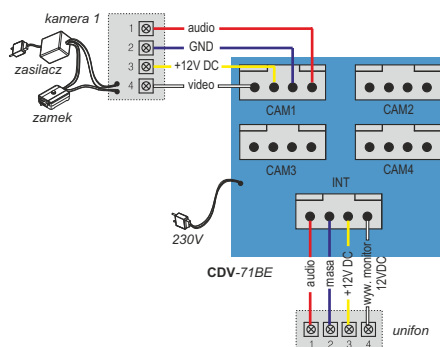 kamera 1
zasilacz
zamek
1 audio
2 GND
3 +12V DC
4 video
CAM1
CAM2
CAM3
CAM4
INT
230V
CDV-71BE
audio
masa
+12V DC
wyw. monitor
12VDC
unifon
1 2 3 4